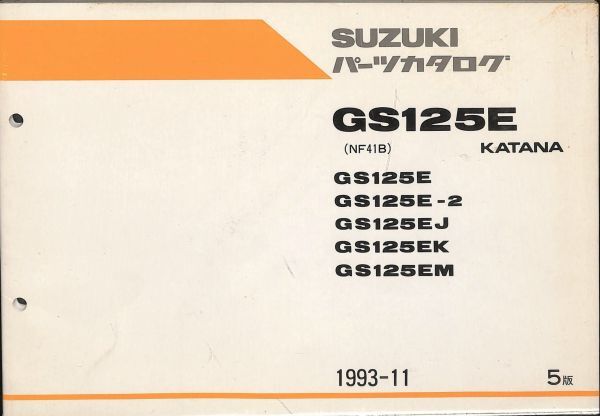 SUZUKI
パーツカタログ
GS125E
(NF41B) KATANA
GS125E
GS125E-2
GS125EJ
GS125EK
GS125EM
1993-11 5版